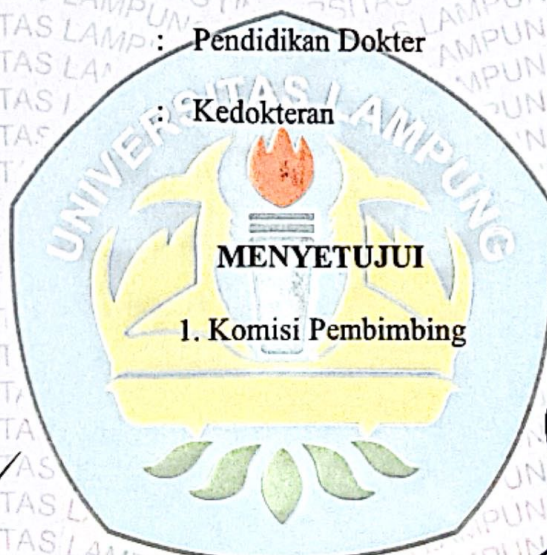 : Pendidikan Dokter
: Kedokteran
UNIVERSITAS LAMPUNG
MENYETUJUI
1. Komisi Pembimbing